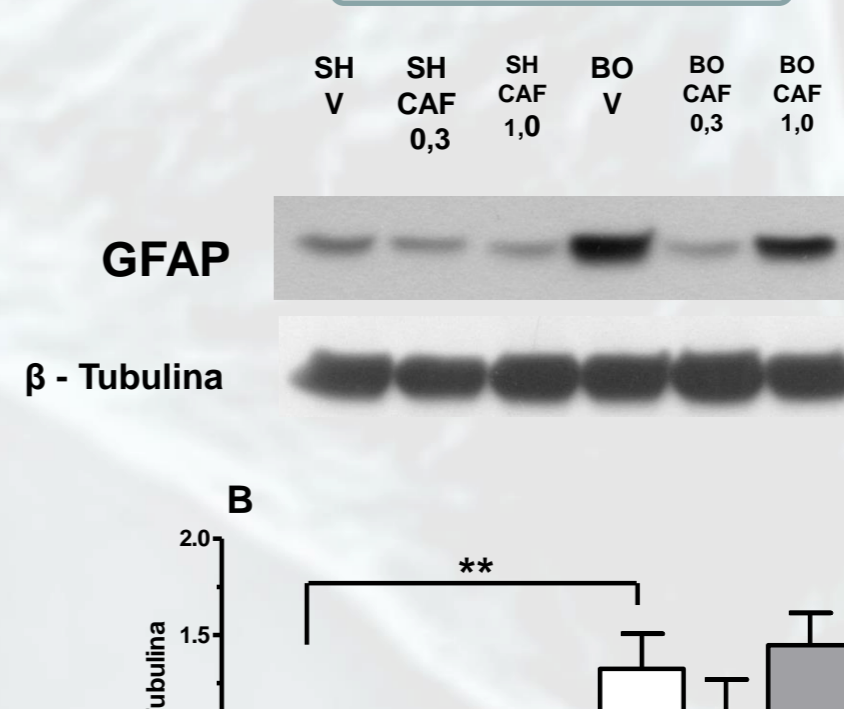 SH SH SH BO BO BO
V CAF CAF V CAF CAF
0,3 1,0 0,3 1,0
GFAP
β - Tubulina
B
2.0
**
1.5